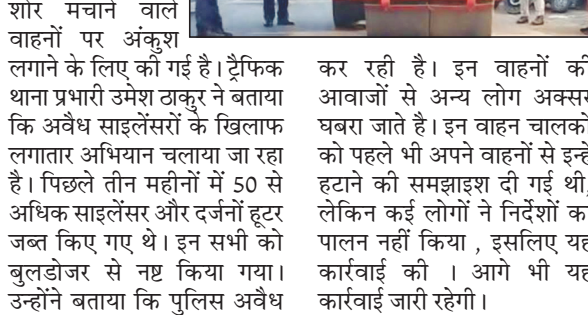 शोर मचाने वाले
वाहनों पर अंकुश
लगाने के लिए की गई है। ट्रैफिक
थाना प्रभारी उमेश ठाकुर ने बताया
कि अवैध साइलेंसरों के खिलाफ
लगातार अभियान चलाया जा रहा
है। पिछले तीन महीनों में 50 से
अधिक साइलेंसर और दर्जनों हूटर
जब्त किए गए थे। इन सभी को
बुलडोजर से नष्ट किया गया।
उन्होंने बताया कि पुलिस अवैध
कर रही है। इन वाहनों की
आवाजों से अन्य लोग अक्सर
घबरा जाते है। इन वाहन चालकों
को पहले भी अपने वाहनों से इन्हें
हटाने की समझाइश दी गई थी,
लेकिन कई लोगों ने निर्देशों का
पालन नहीं किया , इसलिए यह
कार्रवाई की । आगे भी यह
कार्रवाई जारी रहेगी।